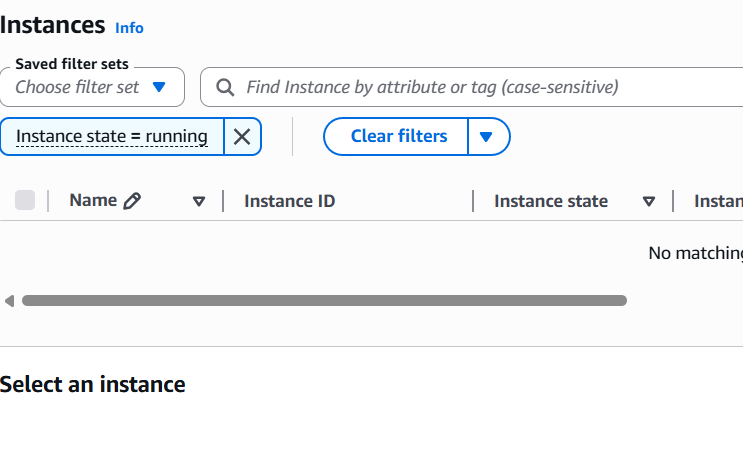 Instances Info
Saved filter sets
Choose filter set
Find Instance by attribute or tag (case-sensitive)
Instance state = running
Clear filters
Name Instance ID Instance state
No matching
Select an instance